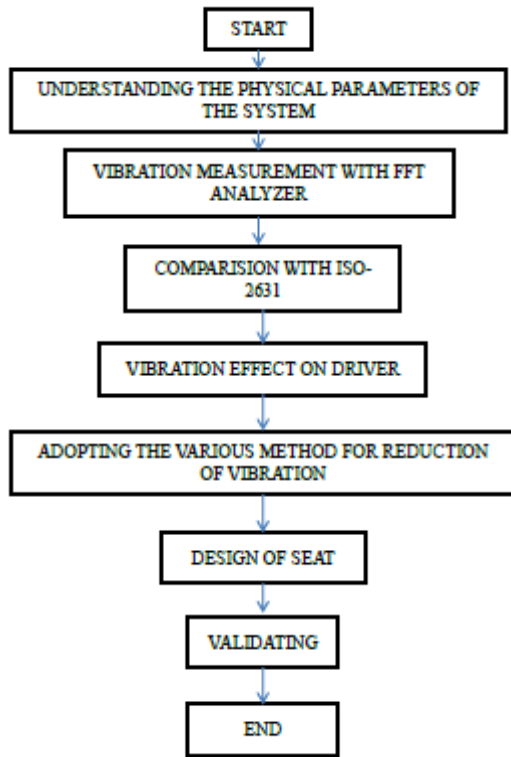 START
UNDERSTANDING THE PHYSICAL PARAMETERS OF
THE SYSTEM
VIBRATION MEASUREMENT WITH FFT
ANALYZER
COMPARISION WITH ISO-
2631
VIBRATION EFFECT ON DRIVER
ADOPTING THE VARIOUS METHOD FOR REDUCTION
OF VIBRATION
DESIGN OF SEAT
VALIDATING
END